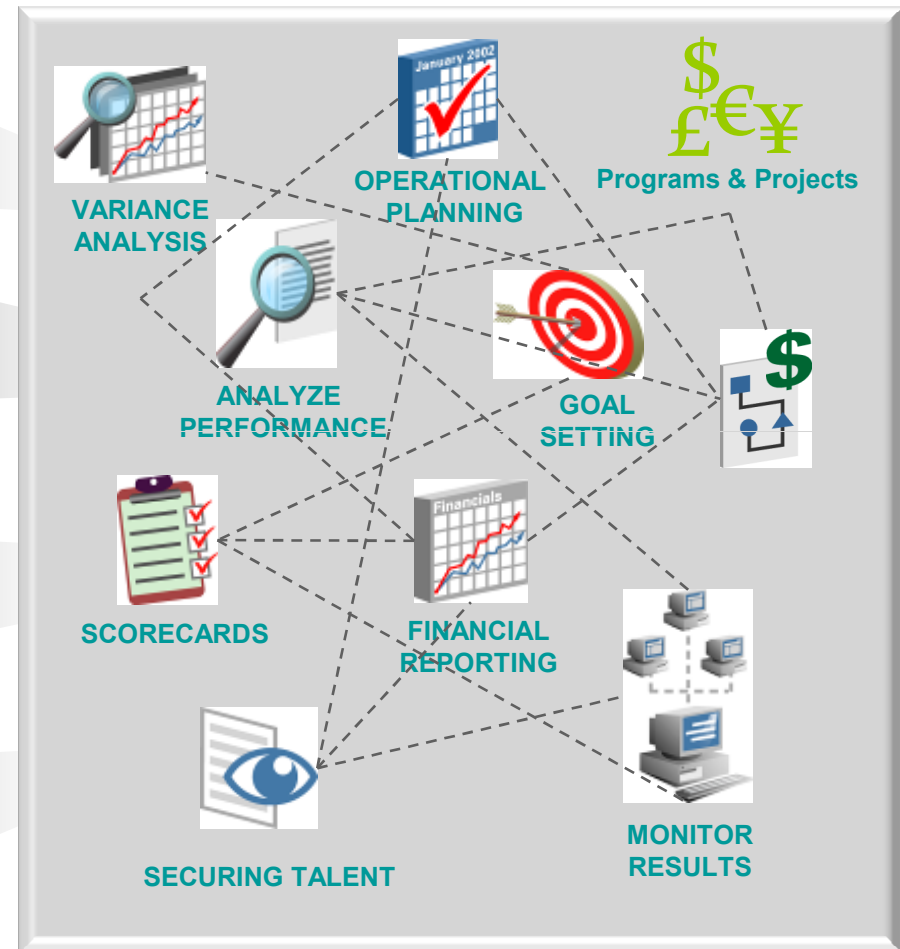 January 2002
$
£€¥
OPERATIONAL
PLANNING
Programs & Projects
VARIANCE
ANALYSIS
$
ANALYZE
PERFORMANCE
GOAL
SETTING
Financials
SCORECARDS
FINANCIAL
REPORTING
MONITOR
RESULTS
SECURING TALENT